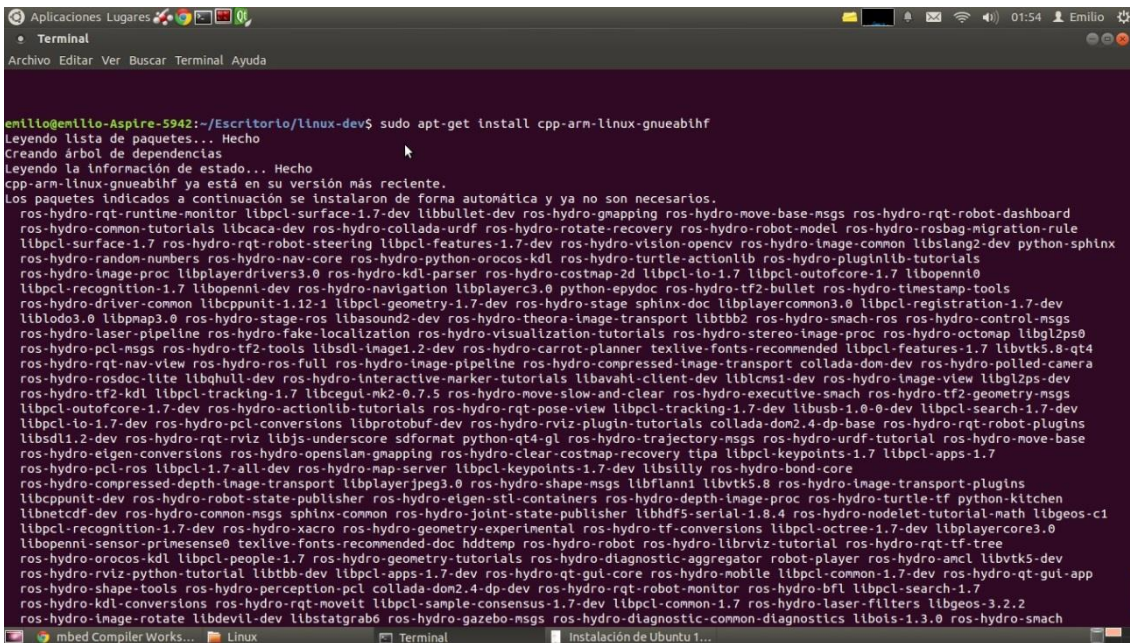 Aplicaciones Lugares
01:54 Emilio
Terminal
Archivo Editar Ver Buscar Terminal Ayuda
emilio@emilio-Aspire-5942:~/Escritorio/linux-dev$ sudo apt-get install cpp-arm-linux-gnueabihf
Leyendo lista de paquetes... Hecho
Creando árbol de dependencias
Leyendo la información de estado... Hecho
cpp-arm-linux-gnueabihf ya está en su versión más reciente.
Los paquetes indicados a continuación se instalaron de forma automática y ya no son necesarios.
ros-hydro-rqt-runtime-monitor libpcl-surface-1.7-dev libbullet-dev ros-hydro-gmapping ros-hydro-move-base-msgs ros-hydro-rqt-robot-dashboard
ros-hydro-common-tutorials libcaca-dev ros-hydro-collada-urdf ros-hydro-rotate-recovery ros-hydro-robot-model ros-hydro-rosbag-migration-rule
libpcl-surface-1.7 ros-hydro-rqt-robot-steering libpcl-features-1.7-dev ros-hydro-vision-opencv ros-hydro-image-common libslang2-dev python-sphinx
ros-hydro-random-numbers ros-hydro-nav-core ros-hydro-python-orocos-kdl ros-hydro-turtle-actionlib ros-hydro-pluginlib-tutorials
ros-hydro-image-proc libplayerdrivers3.0 ros-hydro-kdl-parser ros-hydro-costmap-2d libpcl-io-1.7 libpcl-outofcore-1.7 libopenni0
libpcl-recognition-1.7 libopenni-dev ros-hydro-navigation libplayerc3.0 python-epydoc ros-hydro-tf2-bullet ros-hydro-timestamp-tools
ros-hydro-driver-common libcppunit-1.12-1 libpcl-geometry-1.7-dev ros-hydro-stage sphinx-doc libplayercommon3.0 libpcl-registration-1.7-dev
liblodo3.0 libpmap3.0 ros-hydro-stage-ros libasound2-dev ros-hydro-theora-image-transport libtbb2 ros-hydro-smach-ros ros-hydro-control-msgs
ros-hydro-laser-pipeline ros-hydro-fake-localization ros-hydro-visualization-tutorials ros-hydro-stereo-image-proc ros-hydro-octomap libgl2ps0
ros-hydro-pcl-msgs ros-hydro-tf2-tools libsdl-image1.2-dev ros-hydro-carrot-planner texlive-fonts-recommended libpcl-features-1.7 libvtk5.8-qt4
ros-hydro-rqt-nav-view ros-hydro-ros-full ros-hydro-image-pipeline ros-hydro-compressed-image-transport collada-dom-dev ros-hydro-polled-camera
ros-hydro-rosdoc-lite libqhull-dev ros-hydro-interactive-marker-tutorials libavahi-client-dev liblcms1-dev ros-hydro-image-view libgl2ps-dev
ros-hydro-tf2-kdl libpcl-tracking-1.7 libcegui-mk2-0.7.5 ros-hydro-move-slow-and-clear ros-hydro-executive-smach ros-hydro-tf2-geometry-msgs
libpcl-outofcore-1.7-dev ros-hydro-actionlib-tutorials ros-hydro-rqt-pose-view libpcl-tracking-1.7-dev libusb-1.0-0-dev libpcl-search-1.7-dev
libpcl-io-1.7-dev ros-hydro-pcl-conversions libprotobuf-dev ros-hydro-rviz-plugin-tutorials collada-dom2.4-dp-base ros-hydro-rqt-robot-plugins
libsdl1.2-dev ros-hydro-rqt-rviz libjs-underscore sdformat python-qt4-gl ros-hydro-trajectory-msgs ros-hydro-urdf-tutorial ros-hydro-move-base
ros-hydro-eigen-conversions ros-hydro-openslam-gmapping ros-hydro-clear-costmap-recovery tipa libpcl-keypoints-1.7 libpcl-apps-1.7
ros-hydro-pcl-ros libpcl-1.7-all-dev ros-hydro-map-server libpcl-keypoints-1.7-dev libsilly ros-hydro-bond-core
ros-hydro-compressed-depth-image-transport libplayerjpeg3.0 ros-hydro-shape-msgs libflann1 libvtk5.8 ros-hydro-image-transport-plugins
libcppunit-dev ros-hydro-robot-state-publisher ros-hydro-eigen-stl-containers ros-hydro-depth-image-proc ros-hydro-turtle-tf python-kitchen
libnetcdf-dev ros-hydro-common-msgs sphinx-common ros-hydro-joint-state-publisher libhdf5-serial-1.8.4 ros-hydro-nodelet-tutorial-math libgeos-c1
libpcl-recognition-1.7-dev ros-hydro-xacro ros-hydro-geometry-experimental ros-hydro-tf-conversions libpcl-octree-1.7-dev libplayercore3.0
libopenni-sensor-primesense0 texlive-fonts-recommended-doc hddtemp ros-hydro-robot ros-hydro-librviz-tutorial ros-hydro-rqt-tf-tree
ros-hydro-orocos-kdl libpcl-people-1.7 ros-hydro-geometry-tutorials ros-hydro-diagnostic-aggregator robot-player ros-hydro-amcl libvtk5-dev
ros-hydro-rviz-python-tutorial libtbb-dev libpcl-apps-1.7-dev ros-hydro-qt-gui-core ros-hydro-mobile libpcl-common-1.7-dev ros-hydro-qt-gui-app
ros-hydro-shape-tools ros-hydro-perception-pcl collada-dom2.4-dp-dev ros-hydro-rqt-robot-monitor ros-hydro-bfl libpcl-search-1.7
ros-hydro-kdl-conversions ros-hydro-rqt-moveit libpcl-sample-consensus-1.7-dev libpcl-common-1.7 ros-hydro-laser-filters libgeos-3.2.2
ros-hydro-image-rotate libdevil-dev libstatgrab6 ros-hydro-gazebo-msgs ros-hydro-diagnostic-common-diagnostics libois-1.3.0 ros-hydro-smach
mbed Compiler Works... Linux Terminal Instalación de Ubuntu 1...